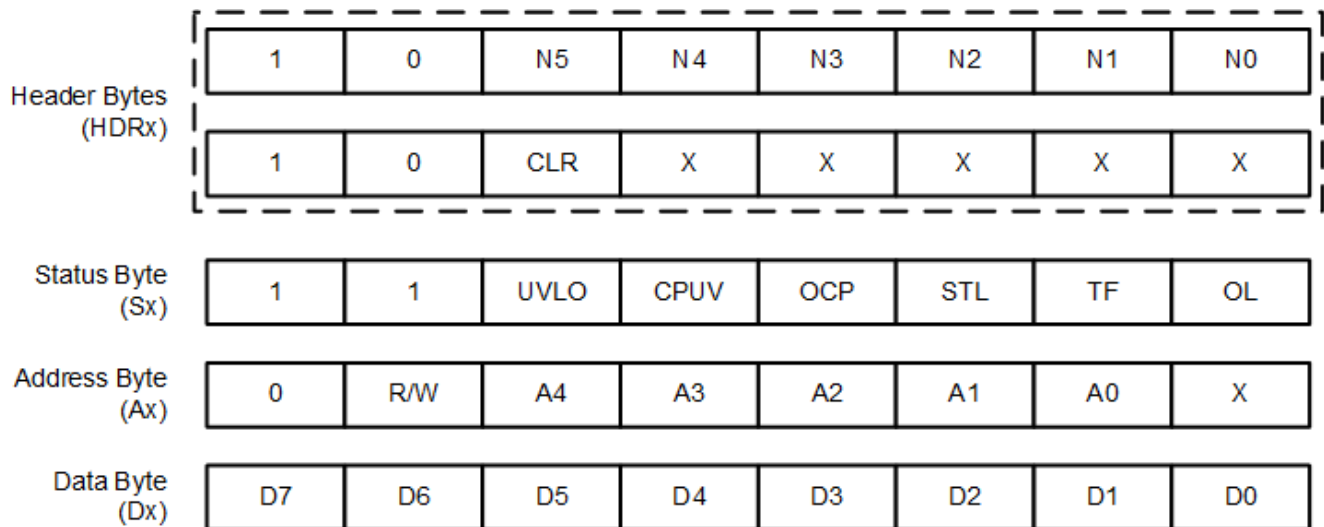 1 0 N5 N4 N3 N2 N1 N0
Header Bytes
(HDRx)
1 0 CLR X X X X X
Status Byte
(Sx)
1 1 UVLO CPUV OCP STL TF OL
Address Byte
(Ax)
0 R/W A4 A3 A2 A1 A0 X
Data Byte
(Dx)
D7 D6 D5 D4 D3 D2 D1 D0